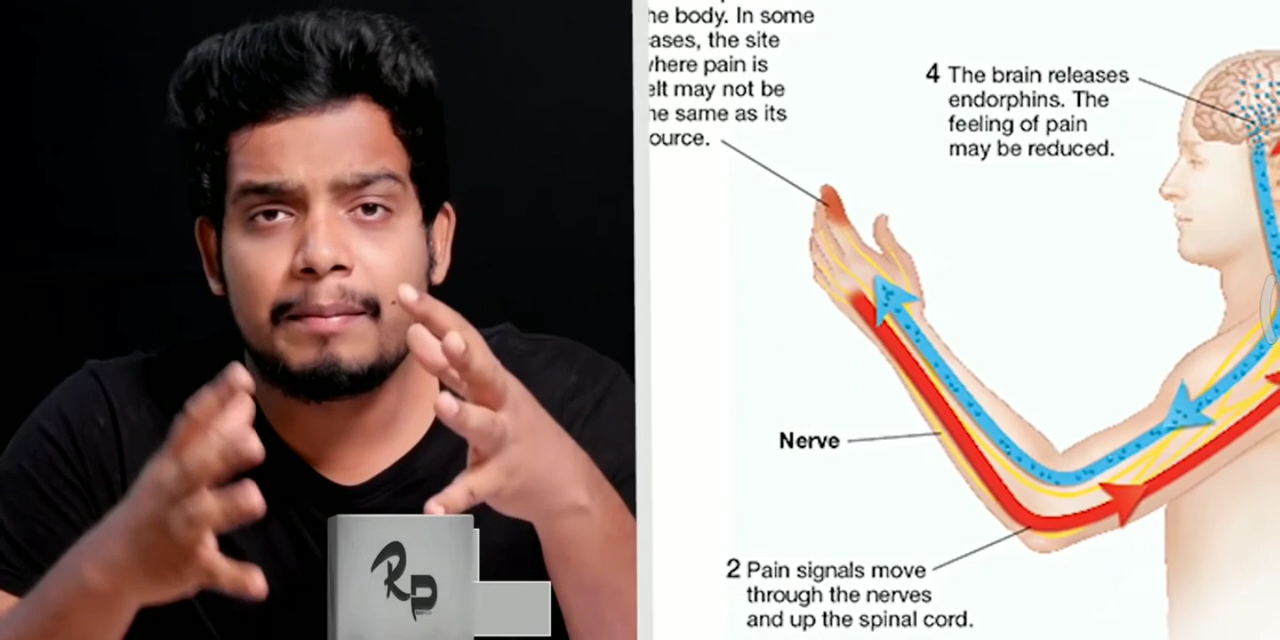 he body. In some
ases, the site
where pain is
elt may not be
he same as its
ource.
4 The brain releases
endorphins. The
feeling of pain
may be reduced.
Nerve
2 Pain signals move
through the nerves
and up the spinal cord.
RP